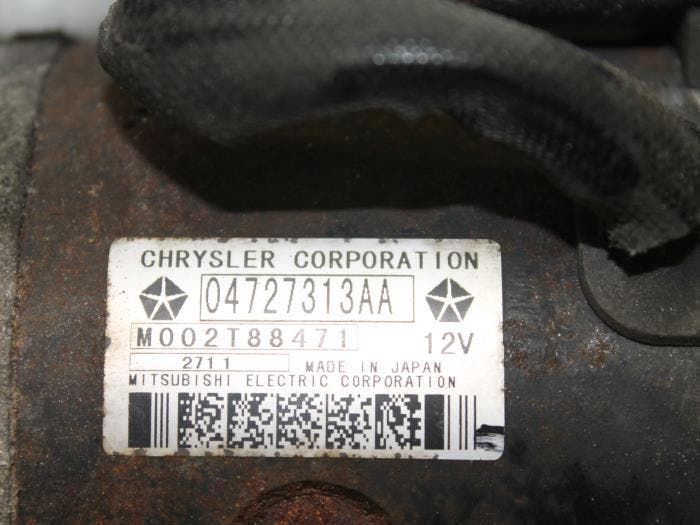 CHRYSLER CORPORATION
04727313AA
M002T88471 12V
2711 MADE IN JAPAN
MITSUBISHI ELECTRIC CORPORATION